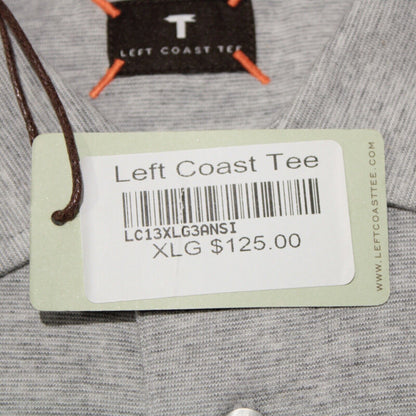 T
LEFT COAST TEE
Left Coast Tee
LC13XLG3ANSI
XLG $125.00
WWW.LEFTCOASTTEE.COM